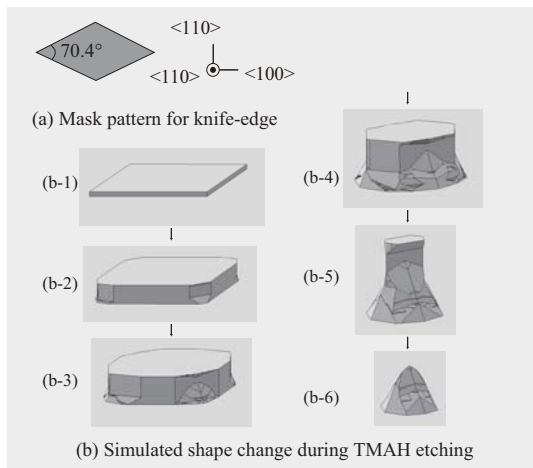 <110>
70.4°
<110>
<100>
(a) Mask pattern for knife-edge
(b-1)
(b-2)
(b-3)
(b-4)
(b-5)
(b-6)
(b) Simulated shape change during TMAH etching